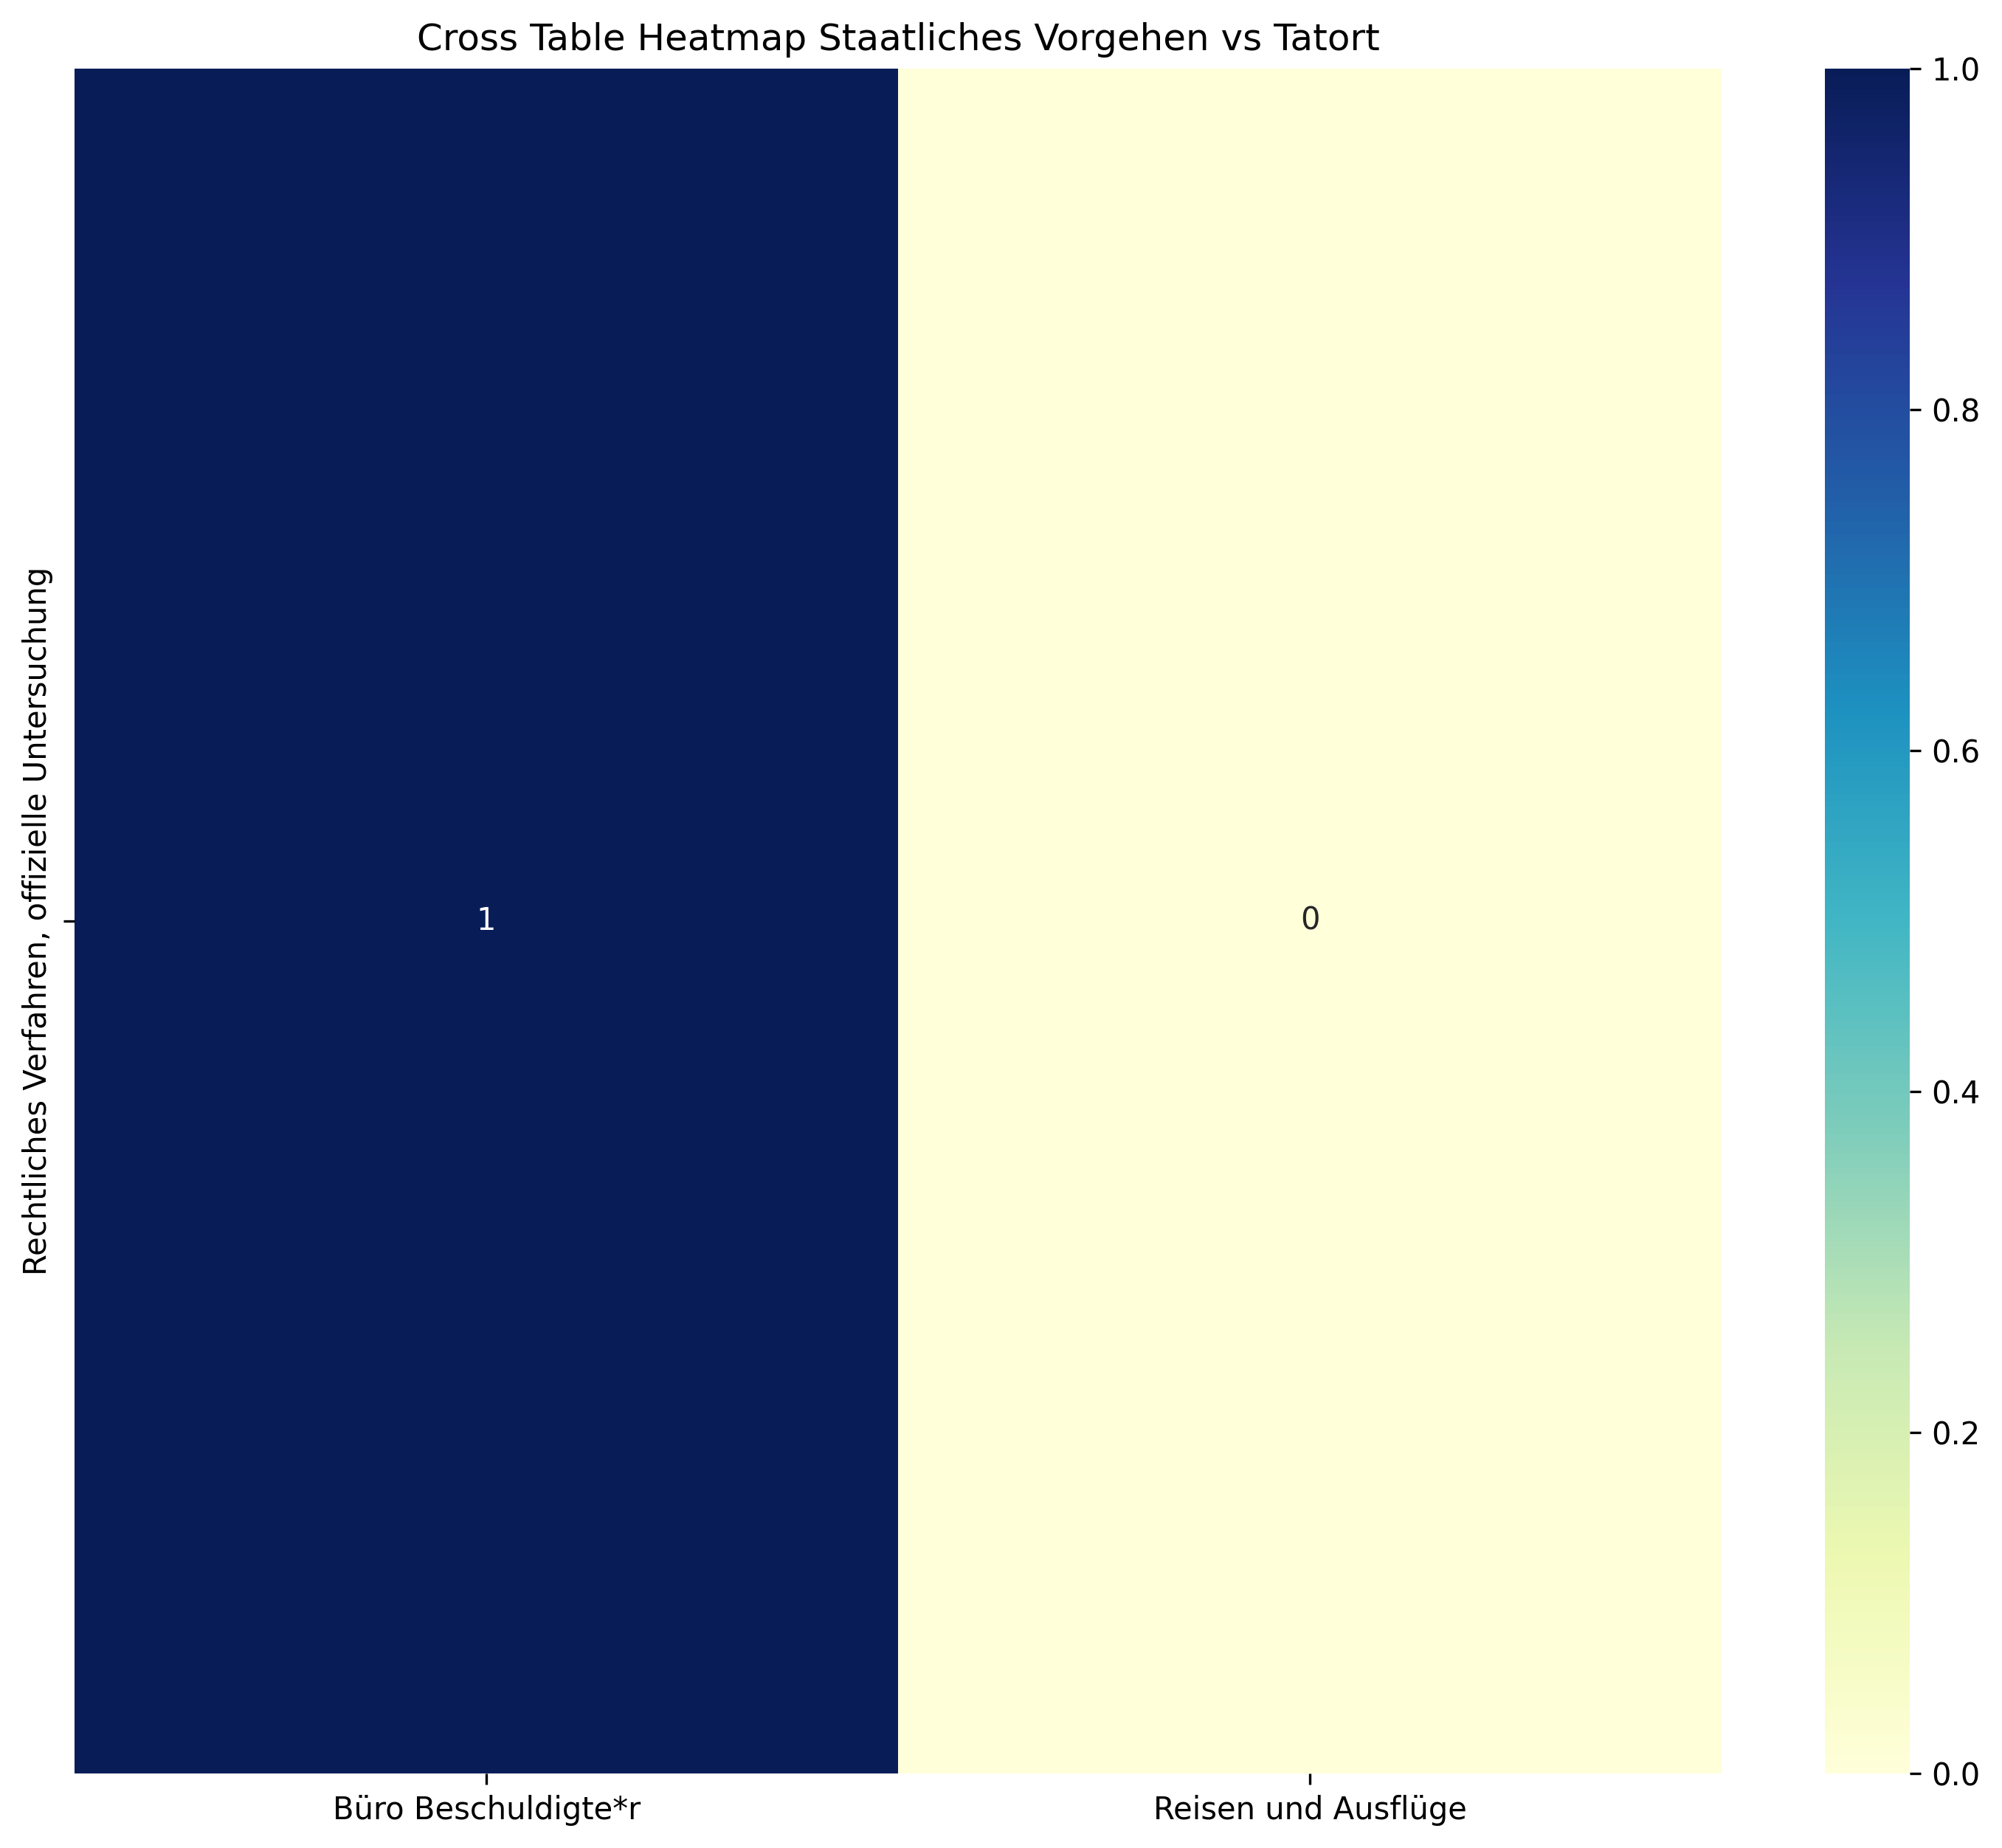 Cross Table Heatmap Staatliches Vorgehen vs Tatort
Rechtliches Verfahren, offizielle Untersuchung
1
0
Büro Beschuldigte*r
Reisen und Ausflüge
1.0
0.8
0.6
0.4
0.2
0.0